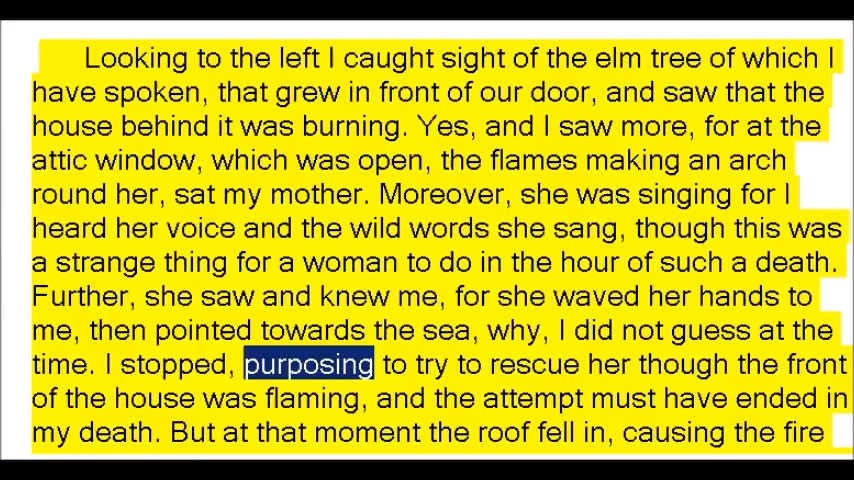 Looking to the left I caught sight of the elm tree of which I
have spoken, that grew in front of our door, and saw that the
house behind it was burning. Yes, and I saw more, for at the
attic window, which was open, the flames making an arch
round her, sat my mother. Moreover, she was singing for I
heard her voice and the wild words she sang, though this was
a strange thing for a woman to do in the hour of such a death.
Further, she saw and knew me, for she waved her hands to
me, then pointed towards the sea, why, I did not guess at the
time. I stopped, purposing to try to rescue her though the front
of the house was flaming, and the attempt must have ended in
my death. But at that moment the roof fell in, causing the fire